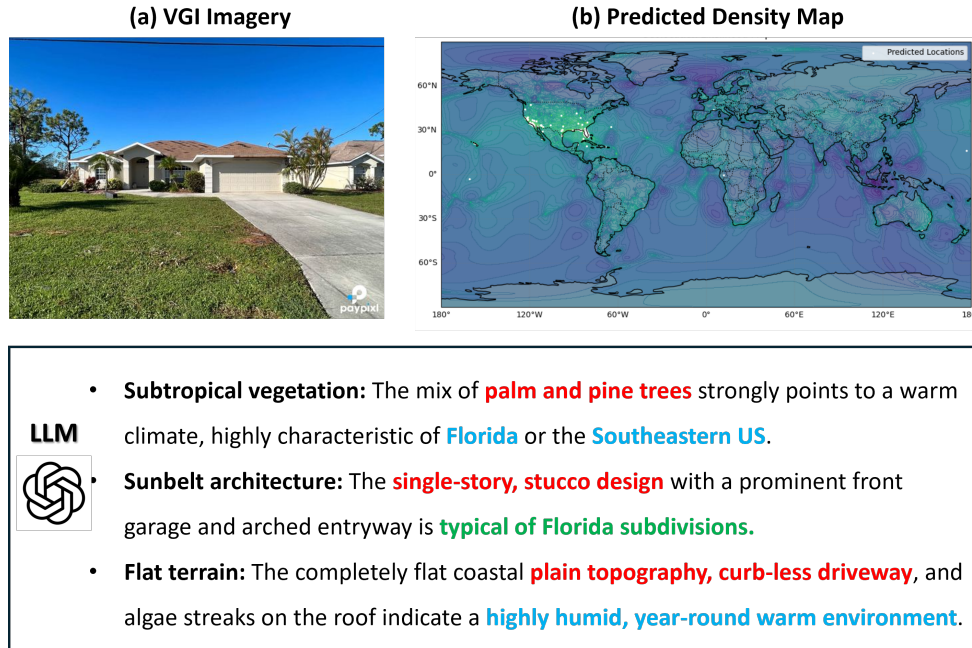 (a) VGI Imagery
(b) Predicted Density Map
Predicted Locations
60°N
30°N
0°
30°S
60°S
180°
120°W
60°W
0°
60°E
120°E
18
paypixl
LLM
• Subtropical vegetation: The mix of palm and pine trees strongly points to a warm
climate, highly characteristic of Florida or the Southeastern US.
• Sunbelt architecture: The single-story, stucco design with a prominent front
garage and arched entryway is typical of Florida subdivisions.
• Flat terrain: The completely flat coastal plain topography, curb-less driveway, and
algae streaks on the roof indicate a highly humid, year-round warm environment.